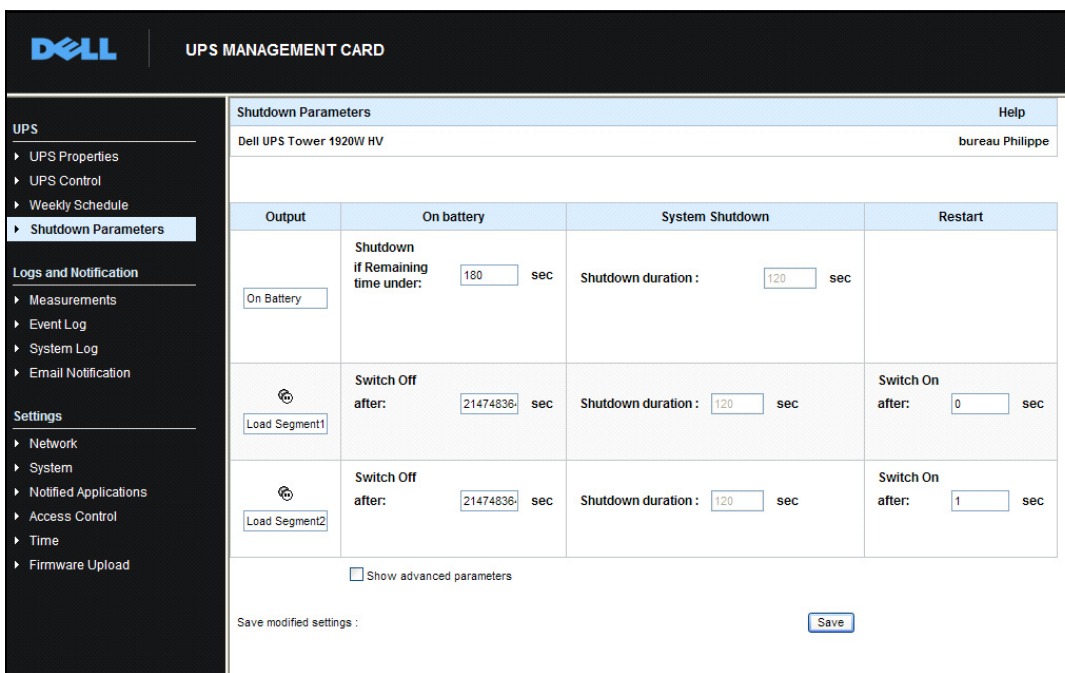 DELL
UPS MANAGEMENT CARD
UPS
UPS Properties
UPS Control
Weekly Schedule
Shutdown Parameters
Logs and Notification
Measurements
Event Log
System Log
Email Notification
Settings
Network
System
Notified Applications
Access Control
Time
Firmware Upload
Shutdown Parameters Help
Dell UPS Tower 1920W HV bureau Philippe
Output On battery System Shutdown Restart
On Battery
Shutdown
if Remaining
time under: 180 sec
Shutdown duration : 120 sec
Load Segment1
Switch Off
after: 21474836 sec
Shutdown duration : 120 sec
Switch On
after: 0 sec
Load Segment2
Switch Off
after: 21474836 sec
Shutdown duration : 120 sec
Switch On
after: 1 sec
Show advanced parameters
Save modified settings : Save